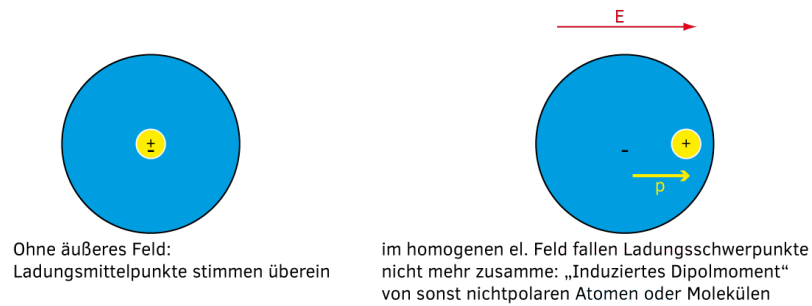 E
±
-
+
p
Ohne äußeres Feld:
Ladungsmittelpunkte stimmen überein
im homogenen el. Feld fallen Ladungsschwerpunkte
nicht mehr zusamme: „Induziertes Dipolmoment“
von sonst nichtpolaren Atomen oder Molekülen